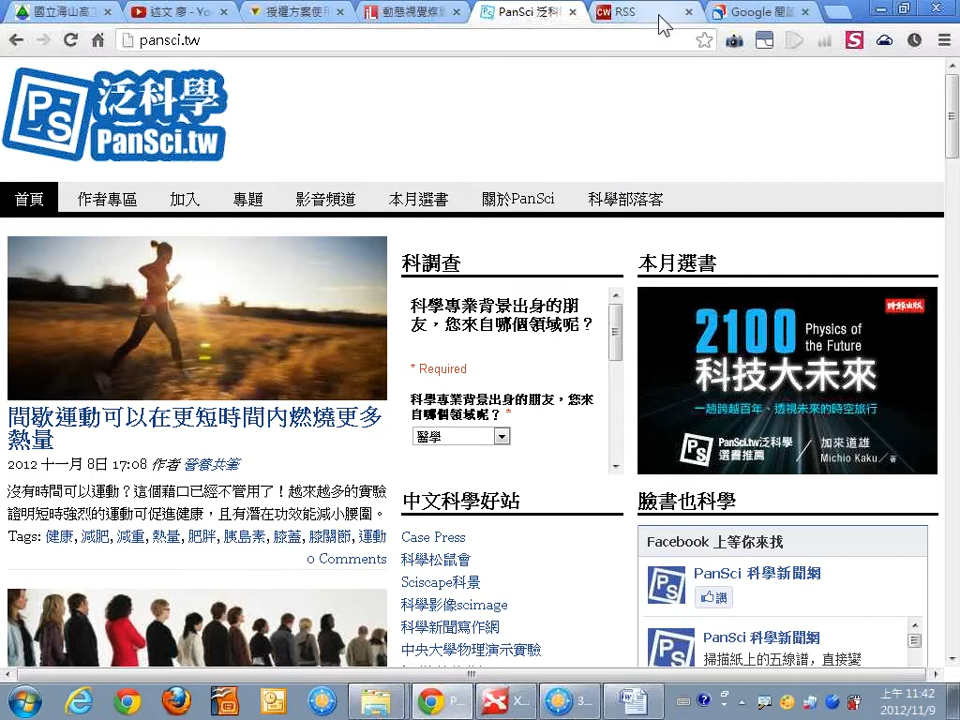 國立海山高
述文 廖 - Yo
授權方案使用
動態視覺燦
PanSci 泛科
RSS
Google 閱讀
pansci.tw
泛科學
PanSci.tw
首頁
作者專區
加入
專題
影音頻道
本月選書
關於PanSci
科學部落客
間歇運動可以在更短時間內燃燒更多
熱量
2012 十一月 8日 17:08 作者 營養共筆
沒有時間可以運動？這個藉口已經不管用了！越來越多的實驗
證明短時強烈的運動可促進健康，且有潛在功效能減小腰圍。
Tags: 健康, 減肥, 減重, 熱量, 肥胖, 胰島素, 膝蓋, 膝關節, 運動
0 Comments
科調查
科學專業背景出身的朋
友，您來自哪個領域呢？
* Required
科學專業背景出身的朋友，您來
自哪個領域呢？ *
醫學
中文科學好站
Case Press
科學松鼠會
Sciscape科景
科學影像scimage
科學新聞寫作網
中央大學物理演示實驗
本月選書
時報出版
2100 Physics of
the Future
科技大未來
一趟跨越百年、透視未來的時空旅行
PanSci.tw泛科學
選書推薦
加來道雄
Michio Kaku／著
臉書也科學
Facebook 上等你來找
PanSci 科學新聞網
讚
PanSci 科學新聞網
掃描紙上的五線譜，直接變
P...
X...
3...
上午 11:42
2012/11/9